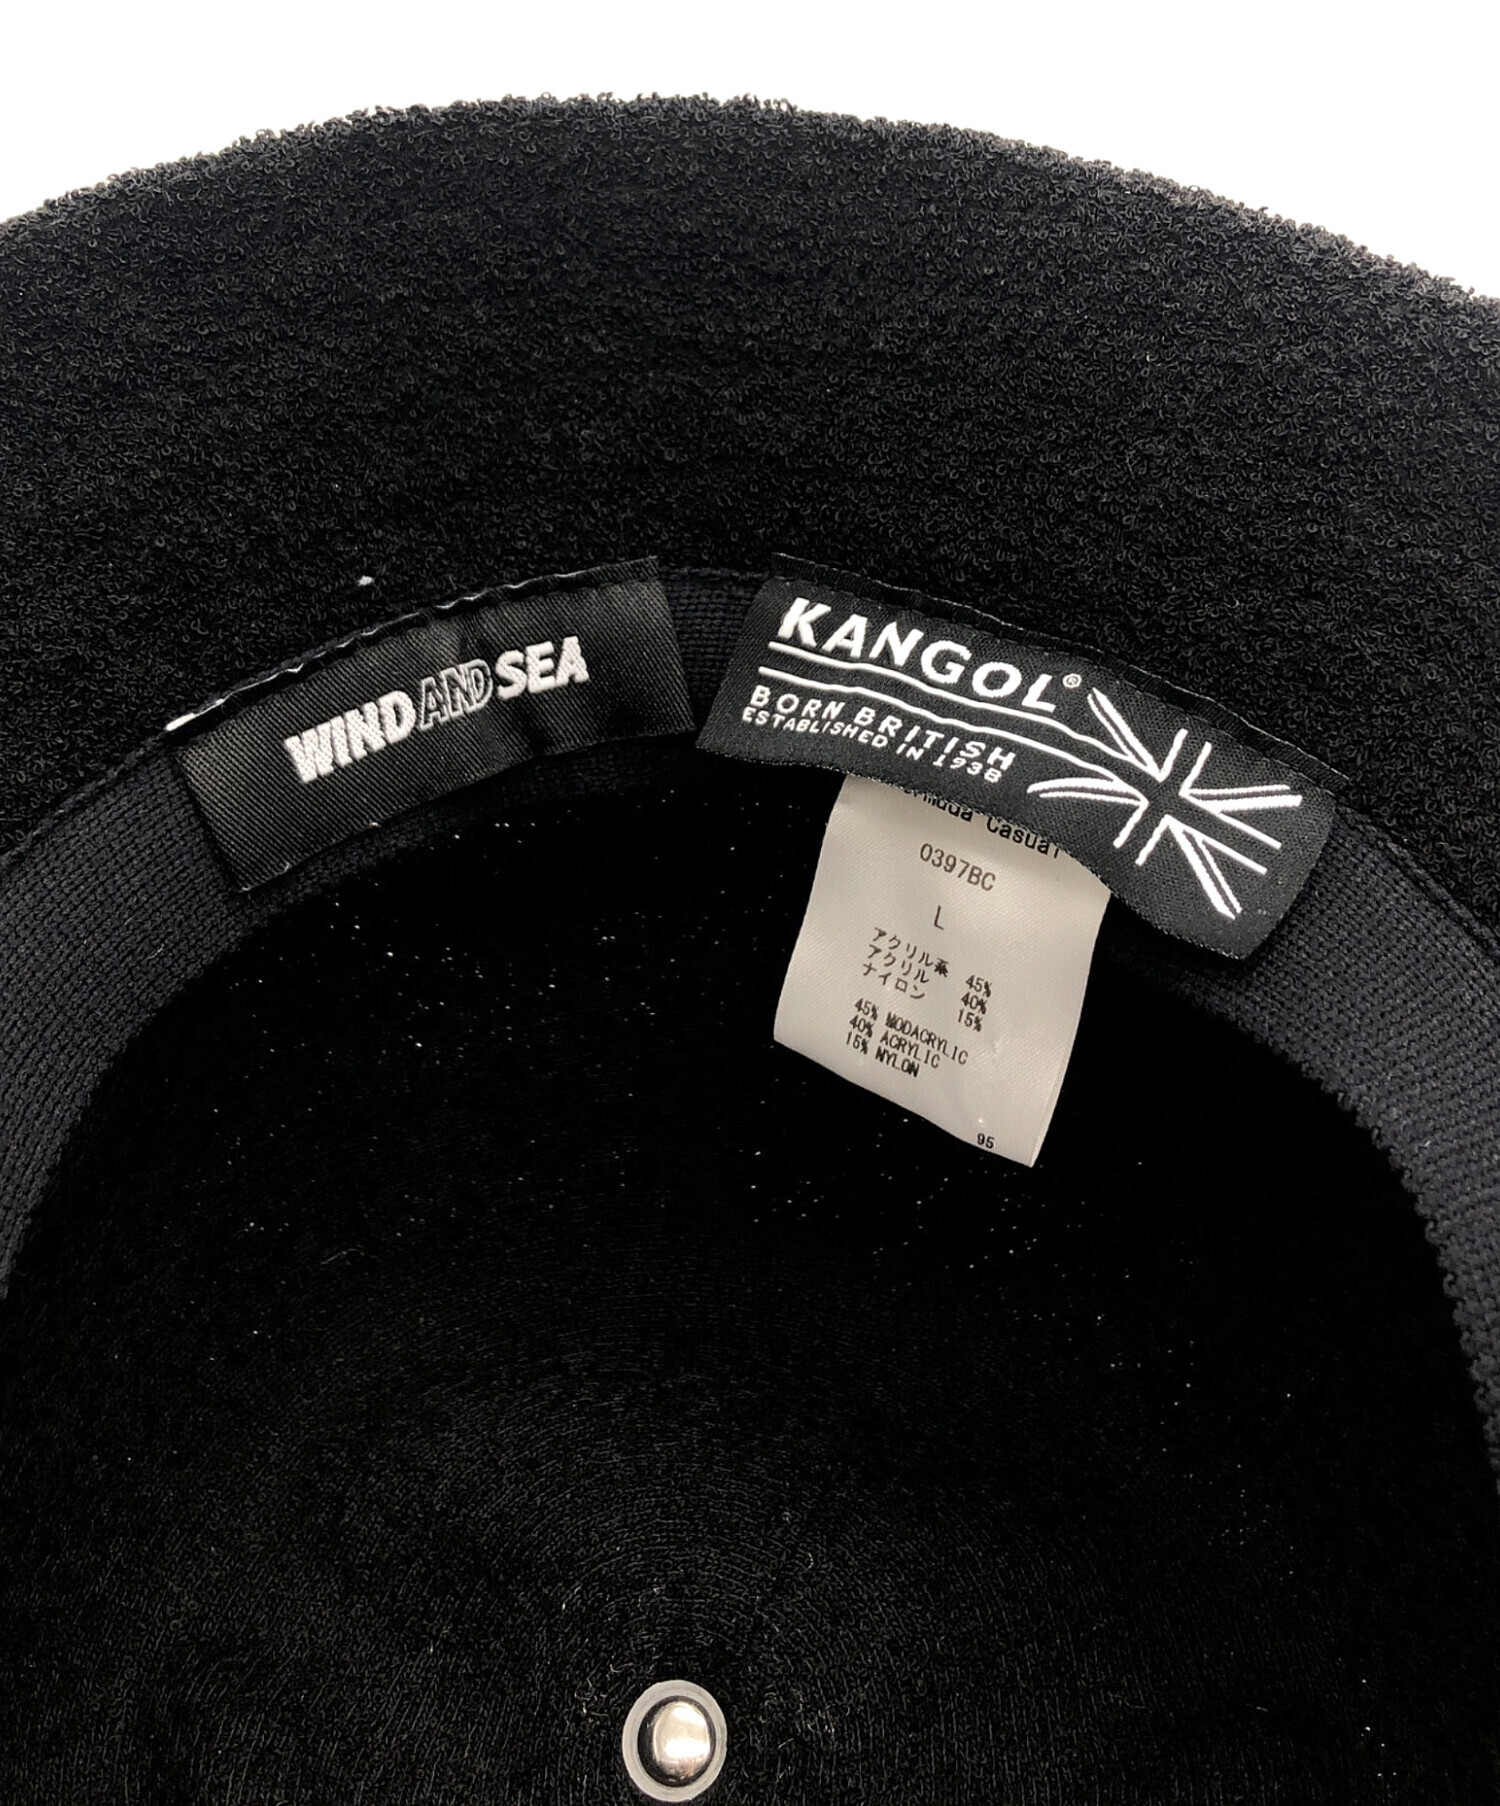 WIND AND SEA
KANGOL®
BORN BRITISH
ESTABLISHED IN 1938
Casual
0397BC
L
アクリル系 45%
アクリル 40%
ナイロン 15%
45% MODACRYLIC
40% ACRYLIC
15% NYLON
95